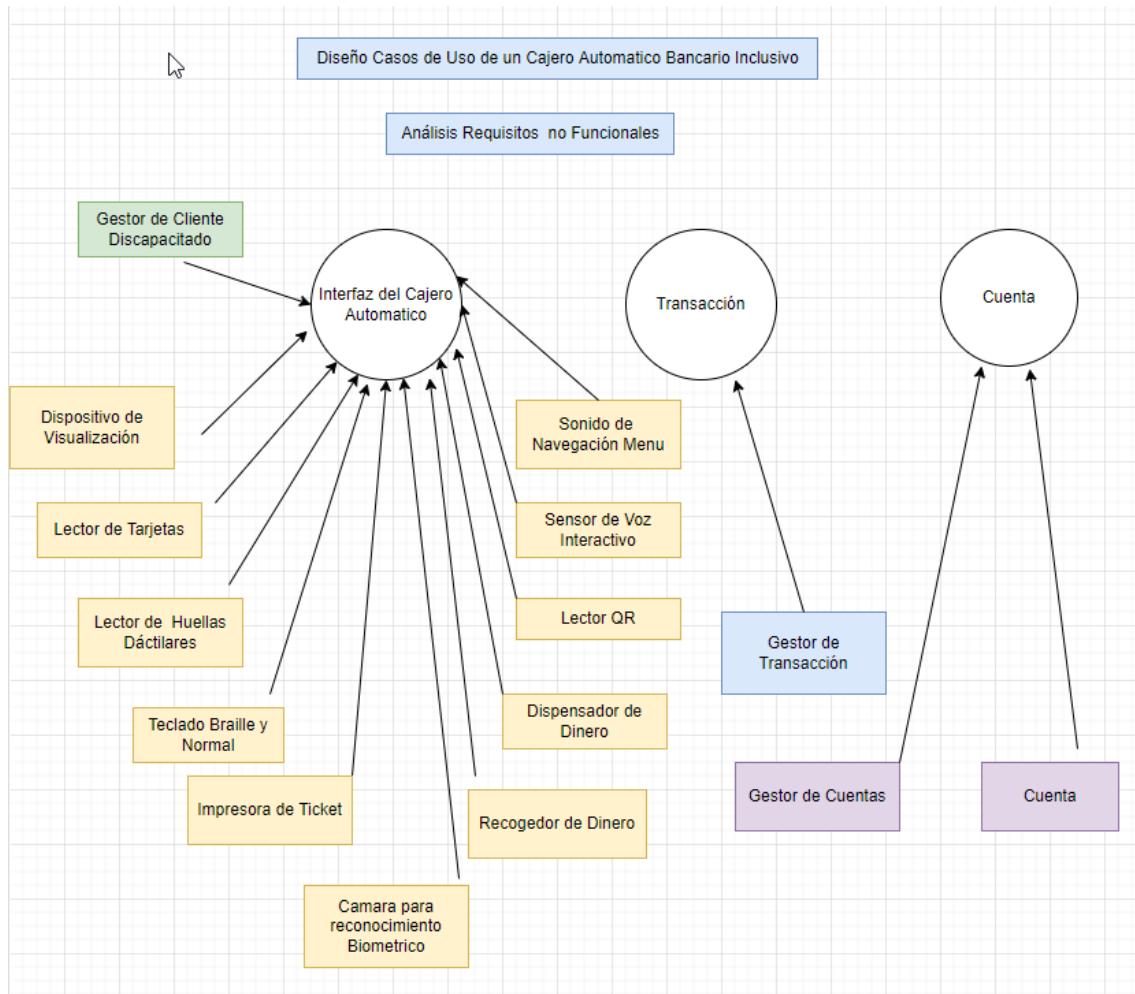 Diseño Casos de Uso de un Cajero Automatico Bancario Inclusivo
Análisis Requisitos no Funcionales
Gestor de Cliente
Discapacitado
Interfaz del Cajero
Automatico
Transacción
Cuenta
Dispositivo de
Visualización
Sonido de
Navegación Menu
Lector de Tarjetas
Sensor de Voz
Interactivo
Lector de Huellas
Dáctilares
Lector QR
Gestor de
Transacción
Teclado Braille y
Normal
Dispensador de
Dinero
Impresora de Ticket
Recogedor de Dinero
Gestor de Cuentas
Cuenta
Camara para
reconocimiento
Biometrico